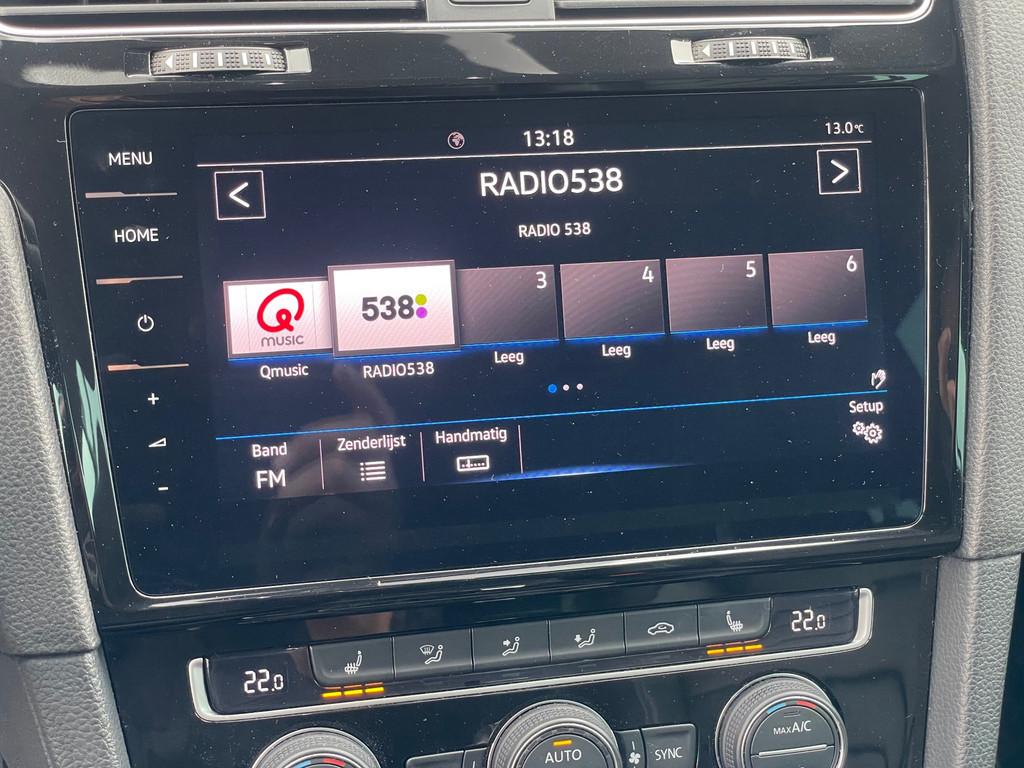 13:18
13.0°C
MENU
HOME
<
RADIO538
>
RADIO 538
MUSIC
538
3
4
5
6
Qmusic
RADIO538
Leeg
Leeg
Leeg
Leeg
+
-
Band
FM
Zenderlijst
Handmatig
Setup
22.0
22.0
AUTO
SYNC
MAX A/C